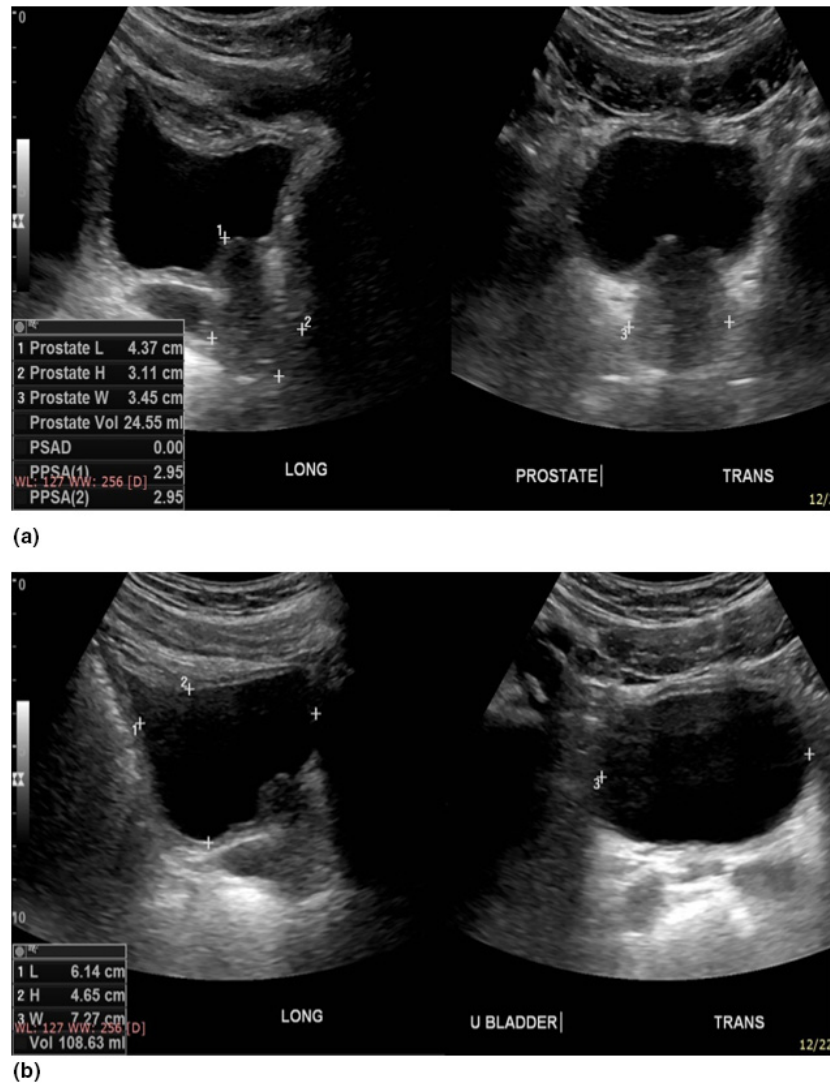 0
1
2
3
1 Prostate L 4.37 cm
2 Prostate H 3.11 cm
3 Prostate W 3.45 cm
Prostate Vol 24.55 ml
PSAD 0.00
PPSA(1) 2.95
WL: 127 WW: 256 [D]
PPSA(2) 2.95
LONG
PROSTATE
TRANS
12/
(a)
0
2
1
3
10
1 L 6.14 cm
2 H 4.65 cm
3 W 7.27 cm
WL: 127 WW: 256 [D]
Vol 108.63 ml
LONG
U BLADDER
TRANS
12/22
(b)